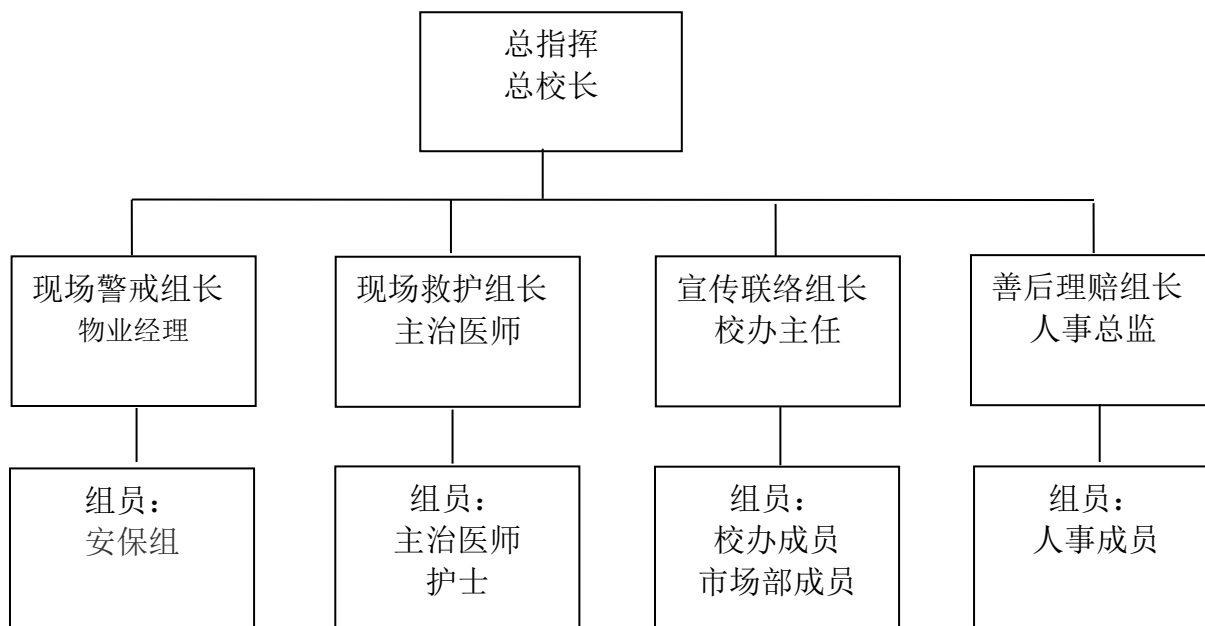 总指挥
总校长
现场警戒组长
物业经理
现场救护组长
主治医师
宣传联络组长
校办主任
善后理赔组长
人事总监
组员：
安保组
组员：
主治医师
护士
组员：
校办成员
市场部成员
组员：
人事成员